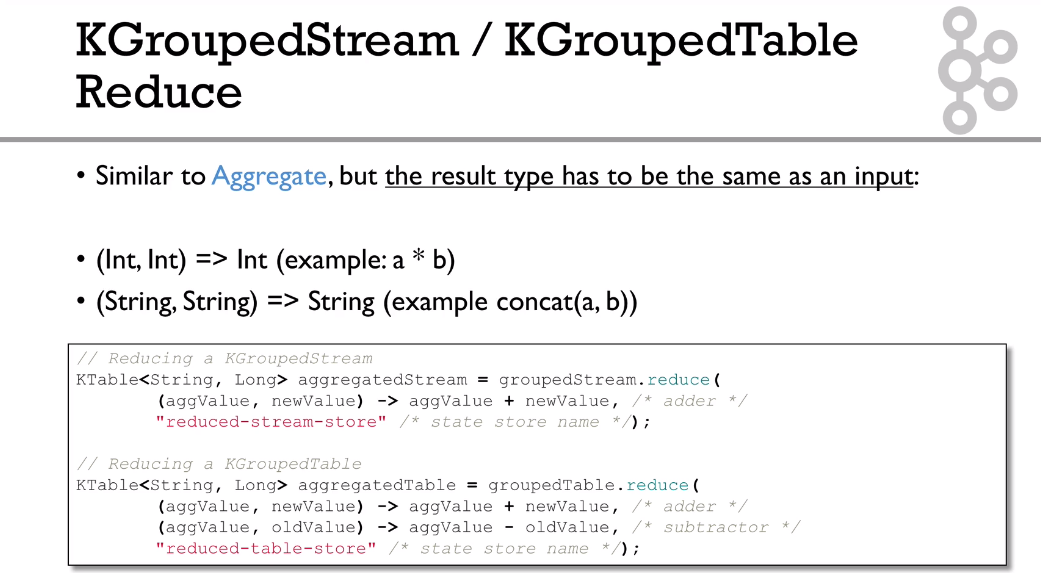 KGroupedStream / KGroupedTable
Reduce
• Similar to Aggregate, but the result type has to be the same as an input:
• (Int, Int) => Int (example: a * b)
• (String, String) => String (example concat(a, b))
// Reducing a KGroupedStream
KTable<String, Long> aggregatedStream = groupedStream.reduce(
(aggValue, newValue) -> aggValue + newValue, /* adder */
"reduced-stream-store" /* state store name */);
// Reducing a KGroupedTable
KTable<String, Long> aggregatedTable = groupedTable.reduce(
(aggValue, newValue) -> aggValue + newValue, /* adder */
(aggValue, oldValue) -> aggValue - oldValue, /* subtractor */
"reduced-table-store" /* state store name */);